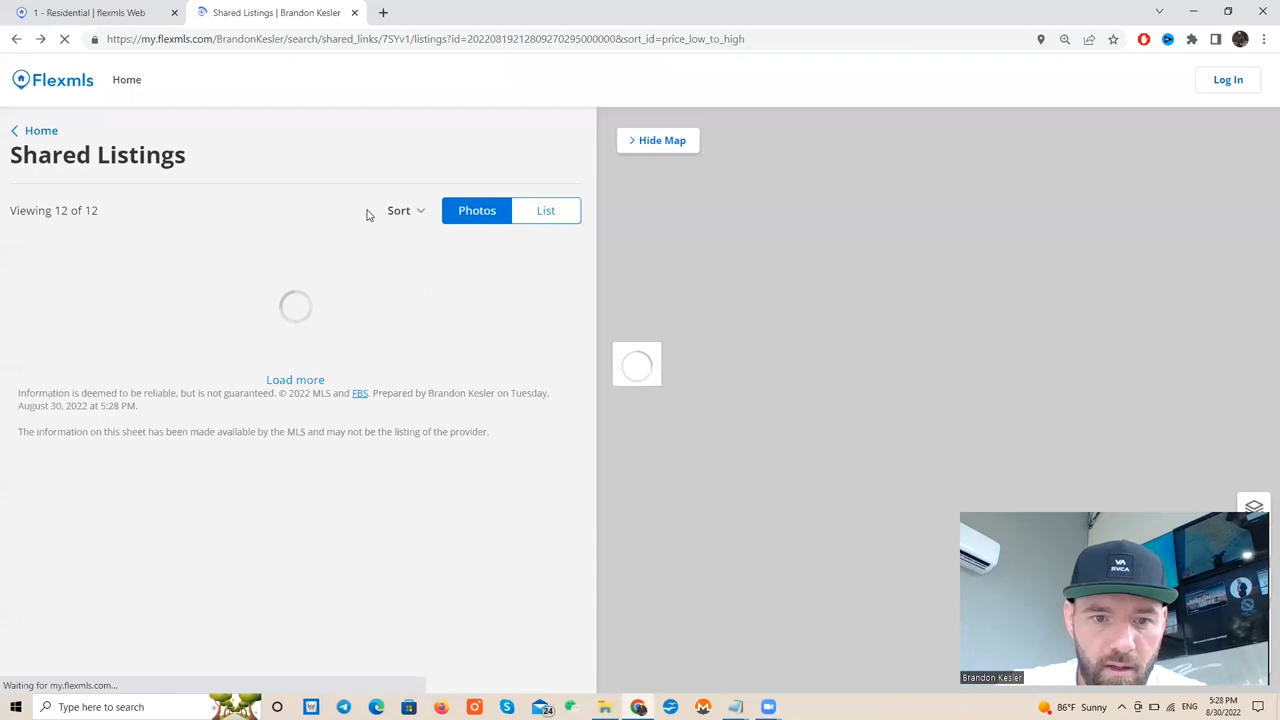 1 - Residential | flexmls Web
Shared Listings | Brandon Kesler
https://my.flexmls.com/BrandonKesler/search/shared_links/7SYv1/listings?id=20220819212809270295000000&sort_id=price_low_to_high
Flexmls
Home
Log In
Home
Hide Map
Shared Listings
Viewing 12 of 12
Sort
Photos
List
Load more
Information is deemed to be reliable, but is not guaranteed. © 2022 MLS and FBS. Prepared by Brandon Kesler on Tuesday,
August 30, 2022 at 5:28 PM.
The information on this sheet has been made available by the MLS and may not be the listing of the provider.
VA
RVCA
Brandon Kesler
Waiting for my.flexmls.com...
Type here to search
24
86°F Sunny
5:28 PM
8/30/2022